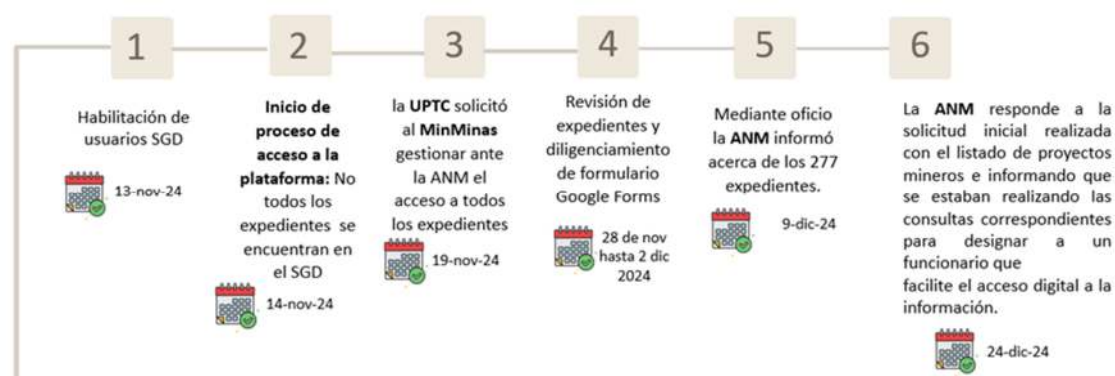 1
Habilitación de
usuarios SGD
13-nov-24
2
Inicio de
proceso de
acceso a la
plataforma: No
todos los
expedientes se
encuentran en
el SGD
14-nov-24
3
la UPTC solicitó
al MinMinas
gestionar ante
la ANM el
acceso a todos
los expedientes
19-nov-24
4
Revisión de
expedientes y
diligenciamiento
de formulario
Google Forms
28 de nov
hasta 2 dic
2024
5
Mediante oficio
la ANM informó
acerca de los 277
expedientes.
9-dic-24
6
La ANM responde a la
solicitud inicial realizada
con el listado de proyectos
mineros e informando que
se estaban realizando las
consultas correspondientes
para designar a un
funcionario que
facilite el acceso digital a la
información.
24-dic-24